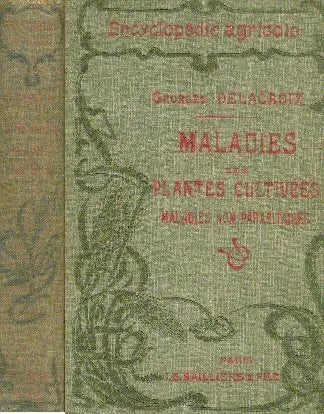 Encyclopédie agricole
Georges DELACROIX
MALADIES
DES
PLANTES CULTIVÉES
MALADIES NON PARASITAIRES
PARIS
J.-B. BAILLIÈRE & FILS